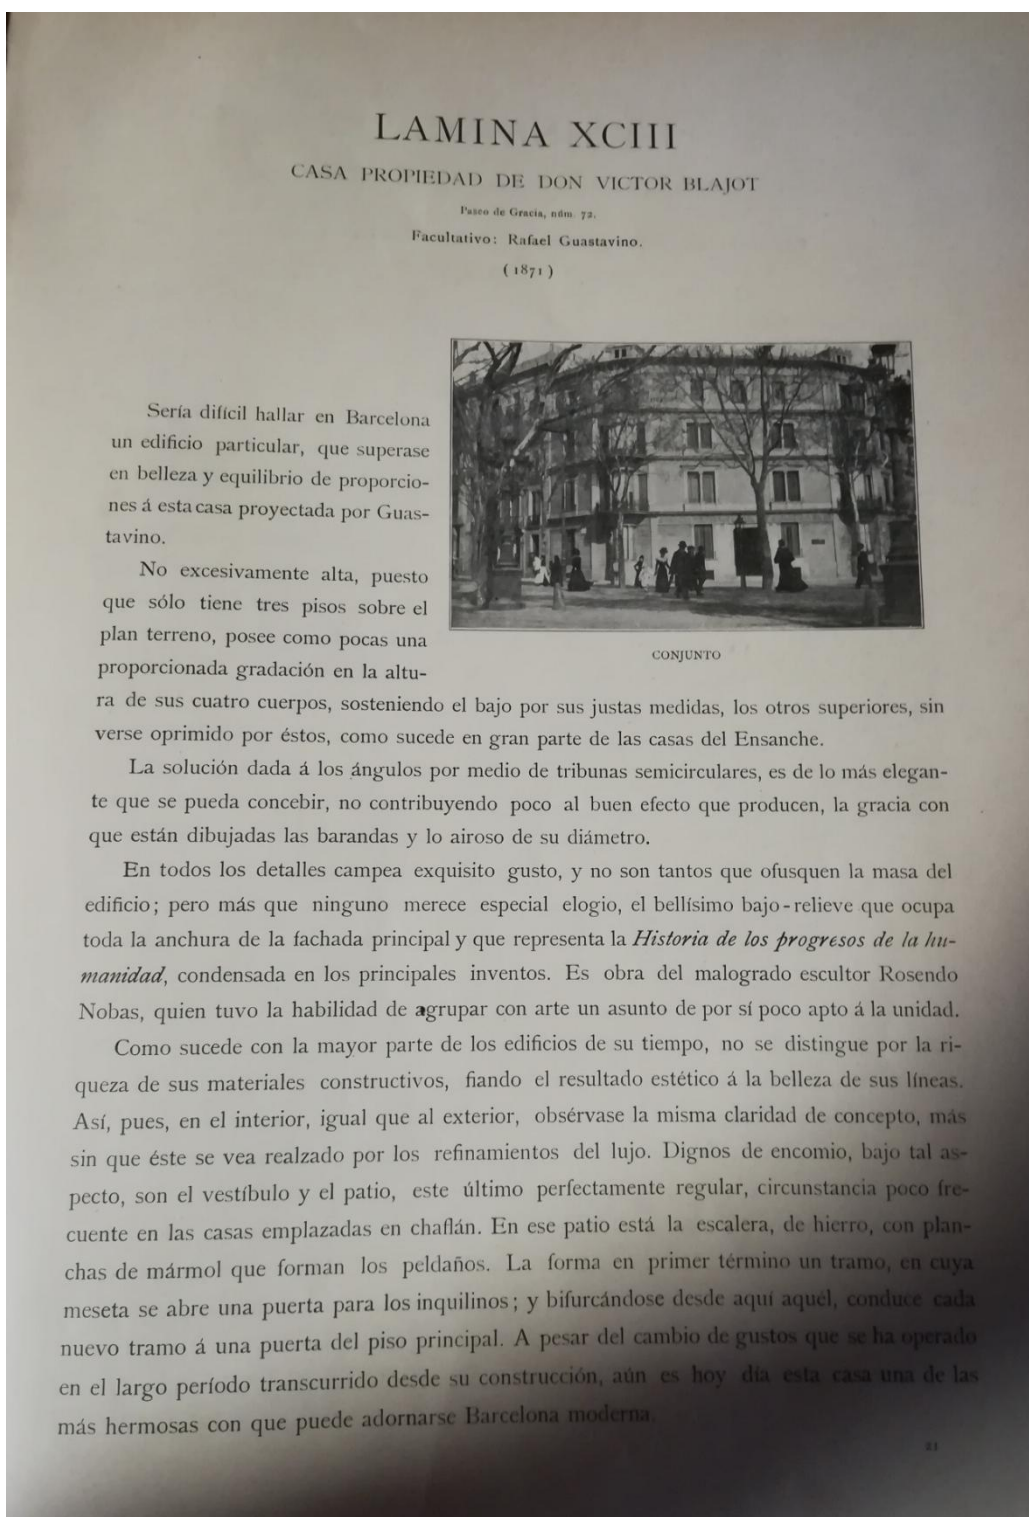 LAMINA XCIII
CASA PROPIEDAD DE DON VICTOR BLAJOT
Paseo de Gracia, núm. 72.
Facultativo: Rafael Guastavino.
(1871)
Sería difícil hallar en Barcelona
un edificio particular, que superase
en belleza y equilibrio de proporcio-
nes á esta casa proyectada por Guas-
tavino.
No excesivamente alta, puesto
que sólo tiene tres pisos sobre el
plan terreno, posee como pocas una
proporcionada gradación en la altu-
CONJUNTO
ra de sus cuatro cuerpos, sosteniendo el bajo por sus justas medidas, los otros superiores, sin
verse oprimido por éstos, como sucede en gran parte de las casas del Ensanche.
La solución dada á los ángulos por medio de tribunas semicirculares, es de lo más elegan-
te que se pueda concebir, no contribuyendo poco al buen efecto que producen, la gracia con
que están dibujadas las barandas y lo airoso de su diámetro.
En todos los detalles campea exquisito gusto, y no son tantos que ofusquen la masa del
edificio; pero más que ninguno merece especial elogio, el bellísimo bajo-relieve que ocupa
toda la anchura de la fachada principal y que representa la Historia de los progresos de la hu-
manidad, condensada en los principales inventos. Es obra del malogrado escultor Rosendo
Nobas, quien tuvo la habilidad de agrupar con arte un asunto de por sí poco apto á la unidad.
Como sucede con la mayor parte de los edificios de su tiempo, no se distingue por la ri-
queza de sus materiales constructivos, fiando el resultado estético á la belleza de sus líneas.
Así, pues, en el interior, igual que al exterior, obsérvase la misma claridad de concepto, más
sin que éste se vea realzado por los refinamientos del lujo. Dignos de encomio, bajo tal as-
pecto, son el vestíbulo y el patio, este último perfectamente regular, circunstancia poco fre-
cuente en las casas emplazadas en chaflán. En ese patio está la escalera, de hierro, con plan-
chas de mármol que forman los peldaños. La forma en primer término un tramo, en cuya
meseta se abre una puerta para los inquilinos; y bifurcándose desde aquí aquel, conduce cada
nuevo tramo á una puerta del piso principal. A pesar del cambio de gustos que se ha operado
en el largo período transcurrido desde su construcción, aún es hoy día esta casa una de las
más hermosas con que puede adornarse Barcelona moderna.
21